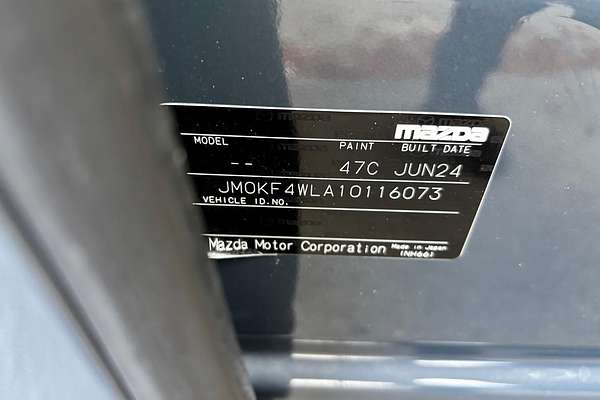 mazda
MODEL PAINT BUILT DATE
-- 47C JUN24
JM0KF4WLA10116073
VEHICLE ID.NO.
Mazda Motor Corporation Made in Japan